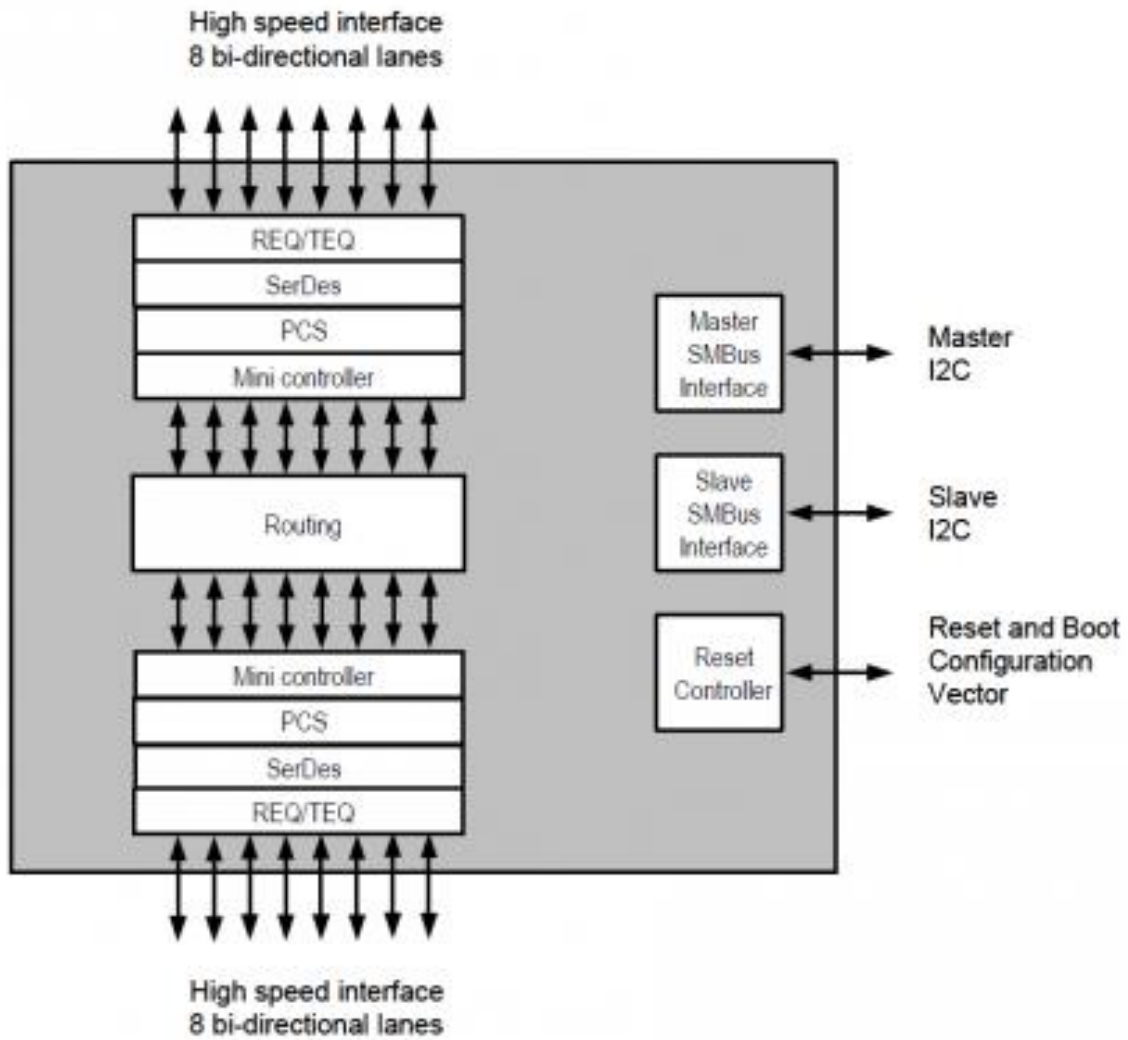 High speed interface
8 bi-directional lanes
REQ/TEQ
SerDes
PCS
Mini controller
Routing
Mini controller
PCS
SerDes
REQ/TEQ
High speed interface
8 bi-directional lanes
Master
SMBus
Interface
Master
I2C
Slave
SMBus
Interface
Slave
I2C
Reset
Controller
Reset and Boot
Configuration
Vector